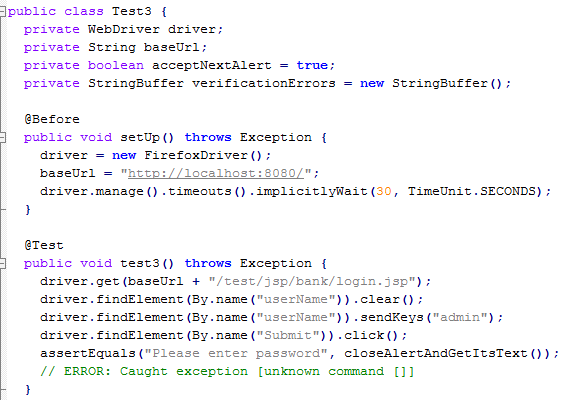 public class Test3 {
private WebDriver driver;
private String baseUrl;
private boolean acceptNextAlert = true;
private StringBuffer verificationErrors = new StringBuffer();
@Before
public void setUp() throws Exception {
driver = new FirefoxDriver();
baseUrl = "http://localhost:8080/";
driver.manage().timeouts().implicitlyWait(30, TimeUnit.SECONDS);
}
@Test
public void test3() throws Exception {
driver.get(baseUrl + "/test/jsp/bank/login.jsp");
driver.findElement(By.name("userName")).clear();
driver.findElement(By.name("userName")).sendKeys("admin");
driver.findElement(By.name("Submit")).click();
assertEquals("Please enter password", closeAlertAndGetItsText());
// ERROR: Caught exception [unknown command []]
}